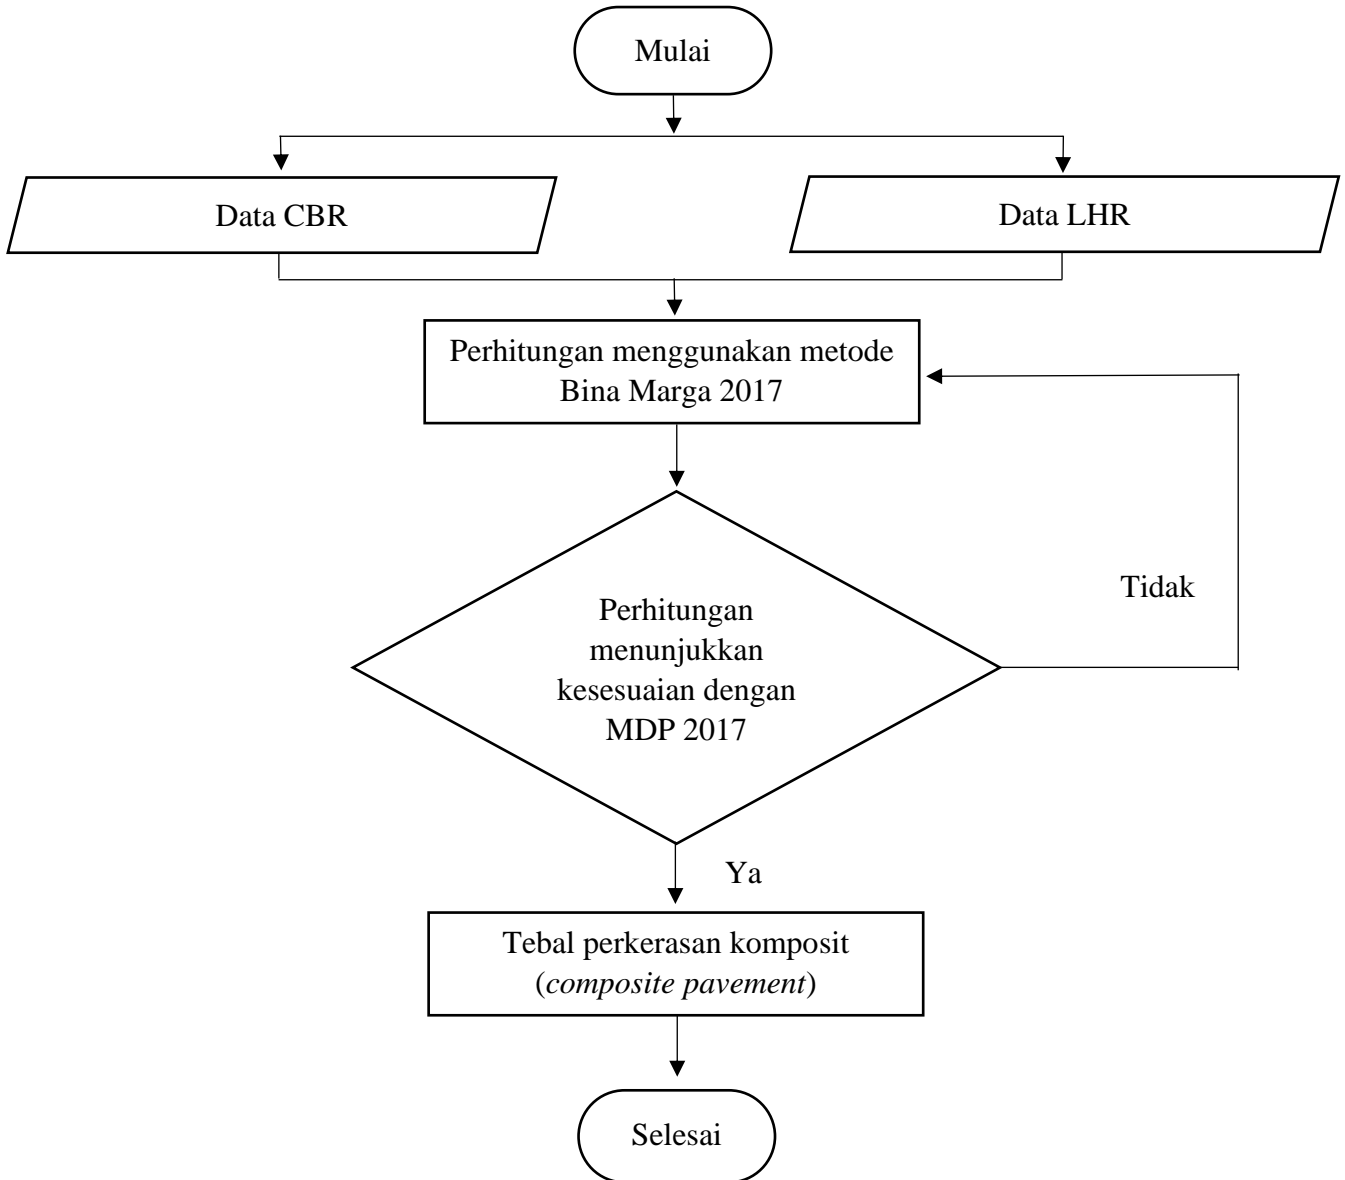 Mulai
Data CBR
Data LHR
Perhitungan menggunakan metode
Bina Marga 2017
Tidak
Perhitungan
menunjukkan
kesesuaian dengan
MDP 2017
Ya
Tebal perkerasan komposit
(composite pavement)
Selesai